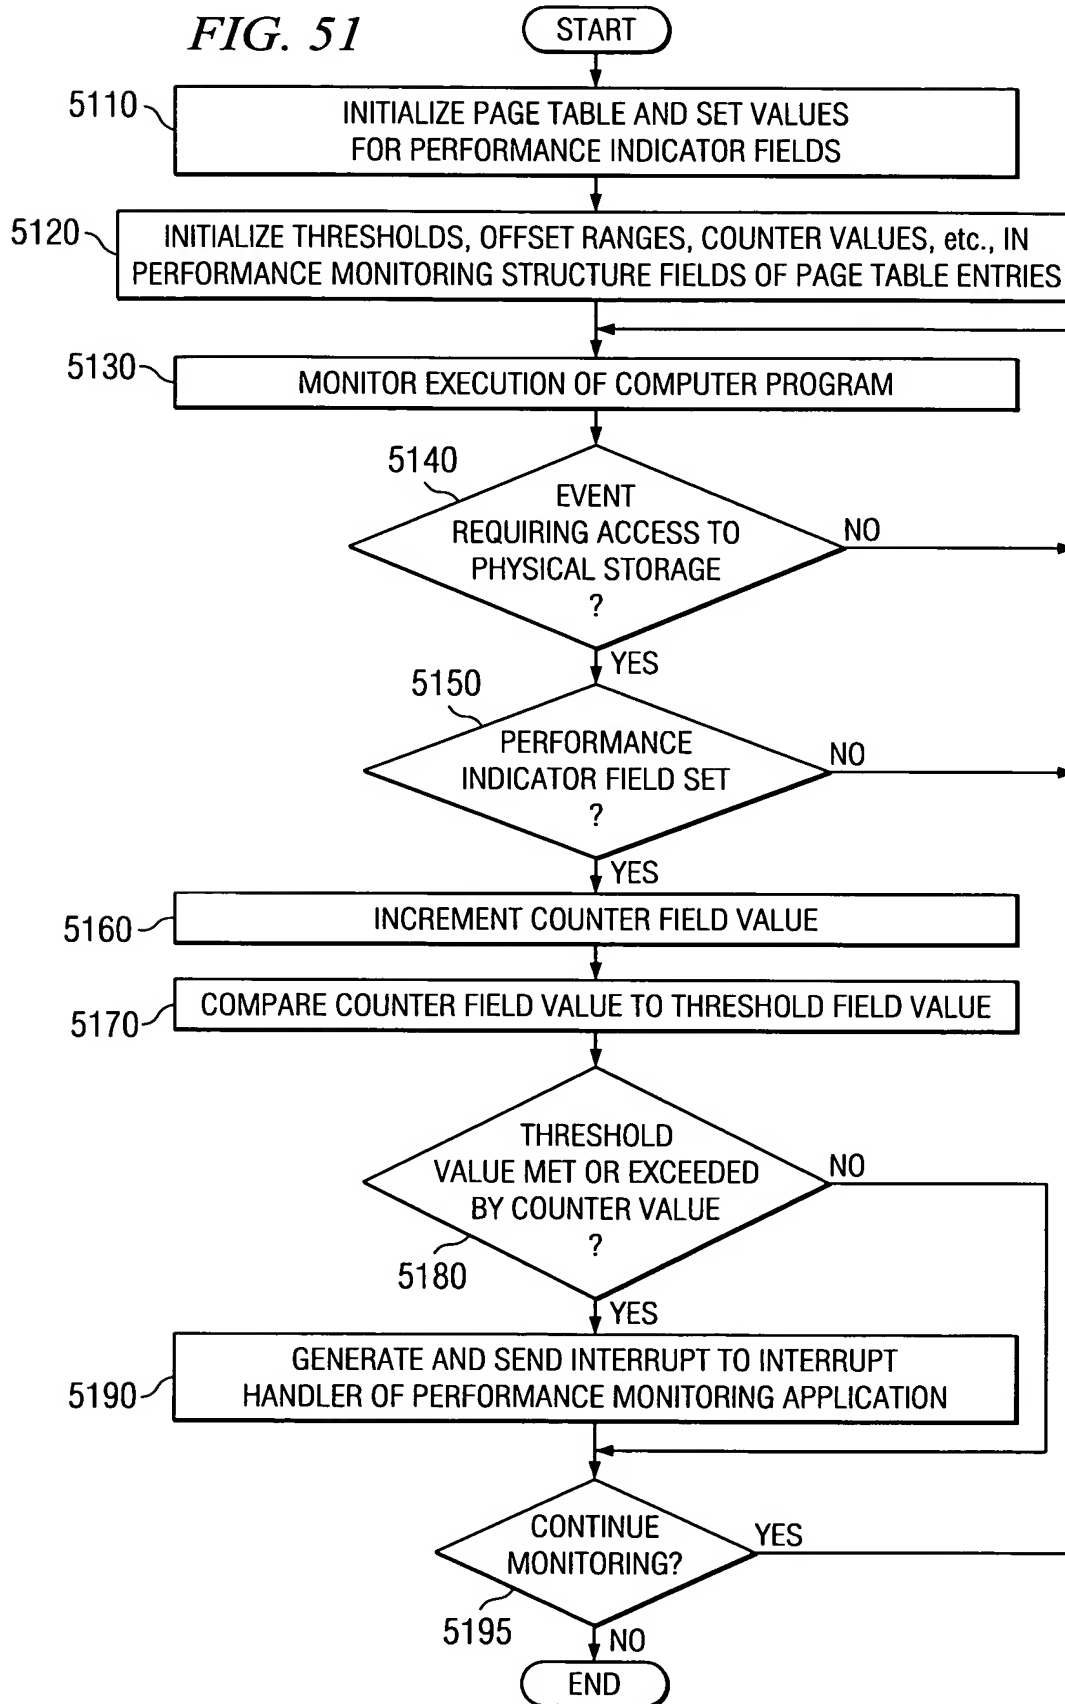 FIG. 51
START
5110
INITIALIZE PAGE TABLE AND SET VALUES
FOR PERFORMANCE INDICATOR FIELDS
5120
INITIALIZE THRESHOLDS, OFFSET RANGES, COUNTER VALUES, etc., IN
PERFORMANCE MONITORING STRUCTURE FIELDS OF PAGE TABLE ENTRIES
5130
MONITOR EXECUTION OF COMPUTER PROGRAM
5140
EVENT
REQUIRING ACCESS TO
PHYSICAL STORAGE
?
NO
YES
5150
PERFORMANCE
INDICATOR FIELD SET
?
NO
YES
5160
INCREMENT COUNTER FIELD VALUE
5170
COMPARE COUNTER FIELD VALUE TO THRESHOLD FIELD VALUE
THRESHOLD
VALUE MET OR EXCEEDED
BY COUNTER VALUE
?
NO
5180
YES
5190
GENERATE AND SEND INTERRUPT TO INTERRUPT
HANDLER OF PERFORMANCE MONITORING APPLICATION
CONTINUE
MONITORING?
YES
5195
NO
END